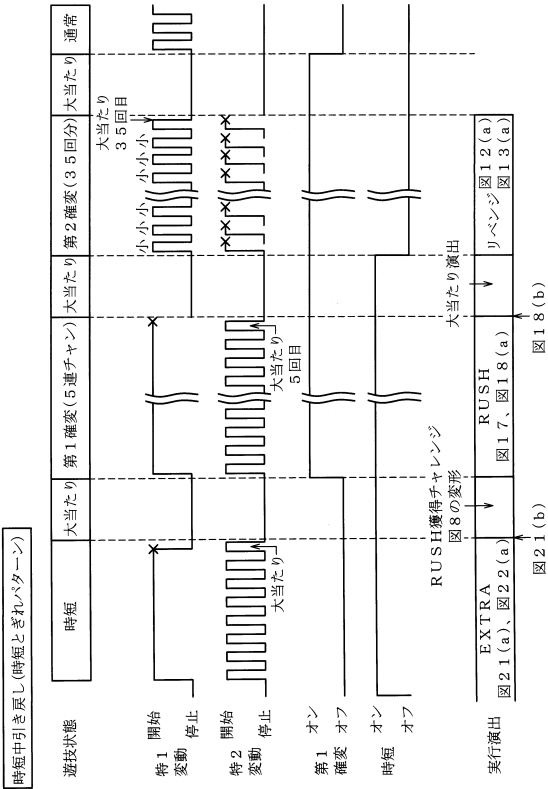 時短中引き戻し(時短とぎれパターン)
遊技状態
時短
大当たり
第1確変(5連チャン)
大当たり
第2確変(35回分)
大当たり
通常
特1
変動
開始
停止
小小小
小小小
大当たり
35回目
特2
変動
開始
停止
大当たり
大当たり
5回目
第1
確変
オン
オフ
時短
オン
オフ
RUSH獲得チャレンジ
図8の変形
大当たり演出
実行演出
EXTRA
図21(a)、図22(a)
RUSH
図17、図18(a)
リベンジ 図12(a)
図13(a)
図21(b)
図18(b)